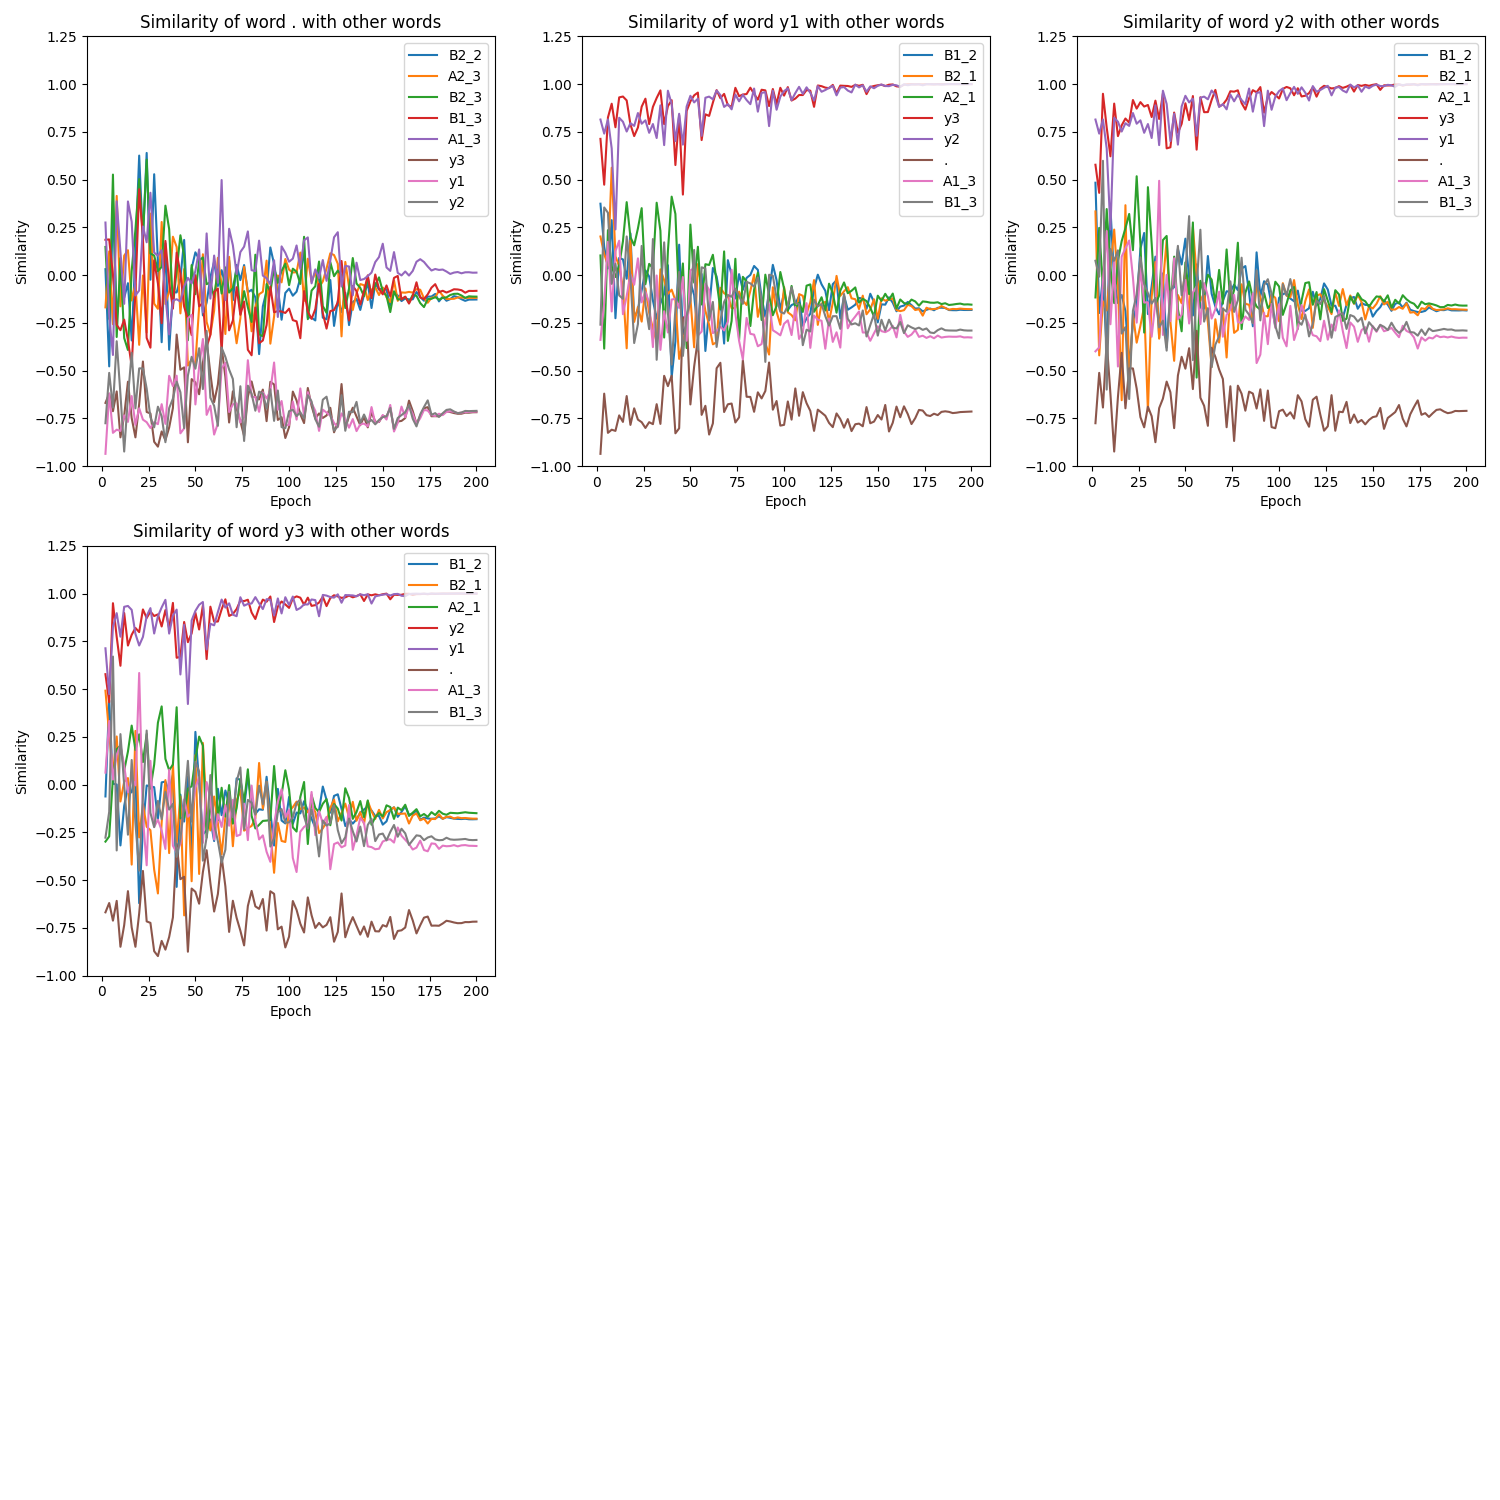 Similarity of word . with other words
1.25
1.00
0.75
0.50
0.25
0.00
−0.25
−0.50
−0.75
−1.00
Similarity
B2_2
A2_3
B2_3
B1_3
A1_3
y3
y1
y2
0 25 50 75 100 125 150 175 200
Epoch
Similarity of word y1 with other words
1.25
1.00
0.75
0.50
0.25
0.00
−0.25
−0.50
−0.75
−1.00
Similarity
B1_2
B2_1
A2_1
y3
y2
.
A1_3
B1_3
0 25 50 75 100 125 150 175 200
Epoch
Similarity of word y2 with other words
1.25
1.00
0.75
0.50
0.25
0.00
−0.25
−0.50
−0.75
−1.00
Similarity
B1_2
B2_1
A2_1
y3
y1
.
A1_3
B1_3
0 25 50 75 100 125 150 175 200
Epoch
Similarity of word y3 with other words
1.25
1.00
0.75
0.50
0.25
0.00
−0.25
−0.50
−0.75
−1.00
Similarity
B1_2
B2_1
A2_1
y2
y1
.
A1_3
B1_3
0 25 50 75 100 125 150 175 200
Epoch